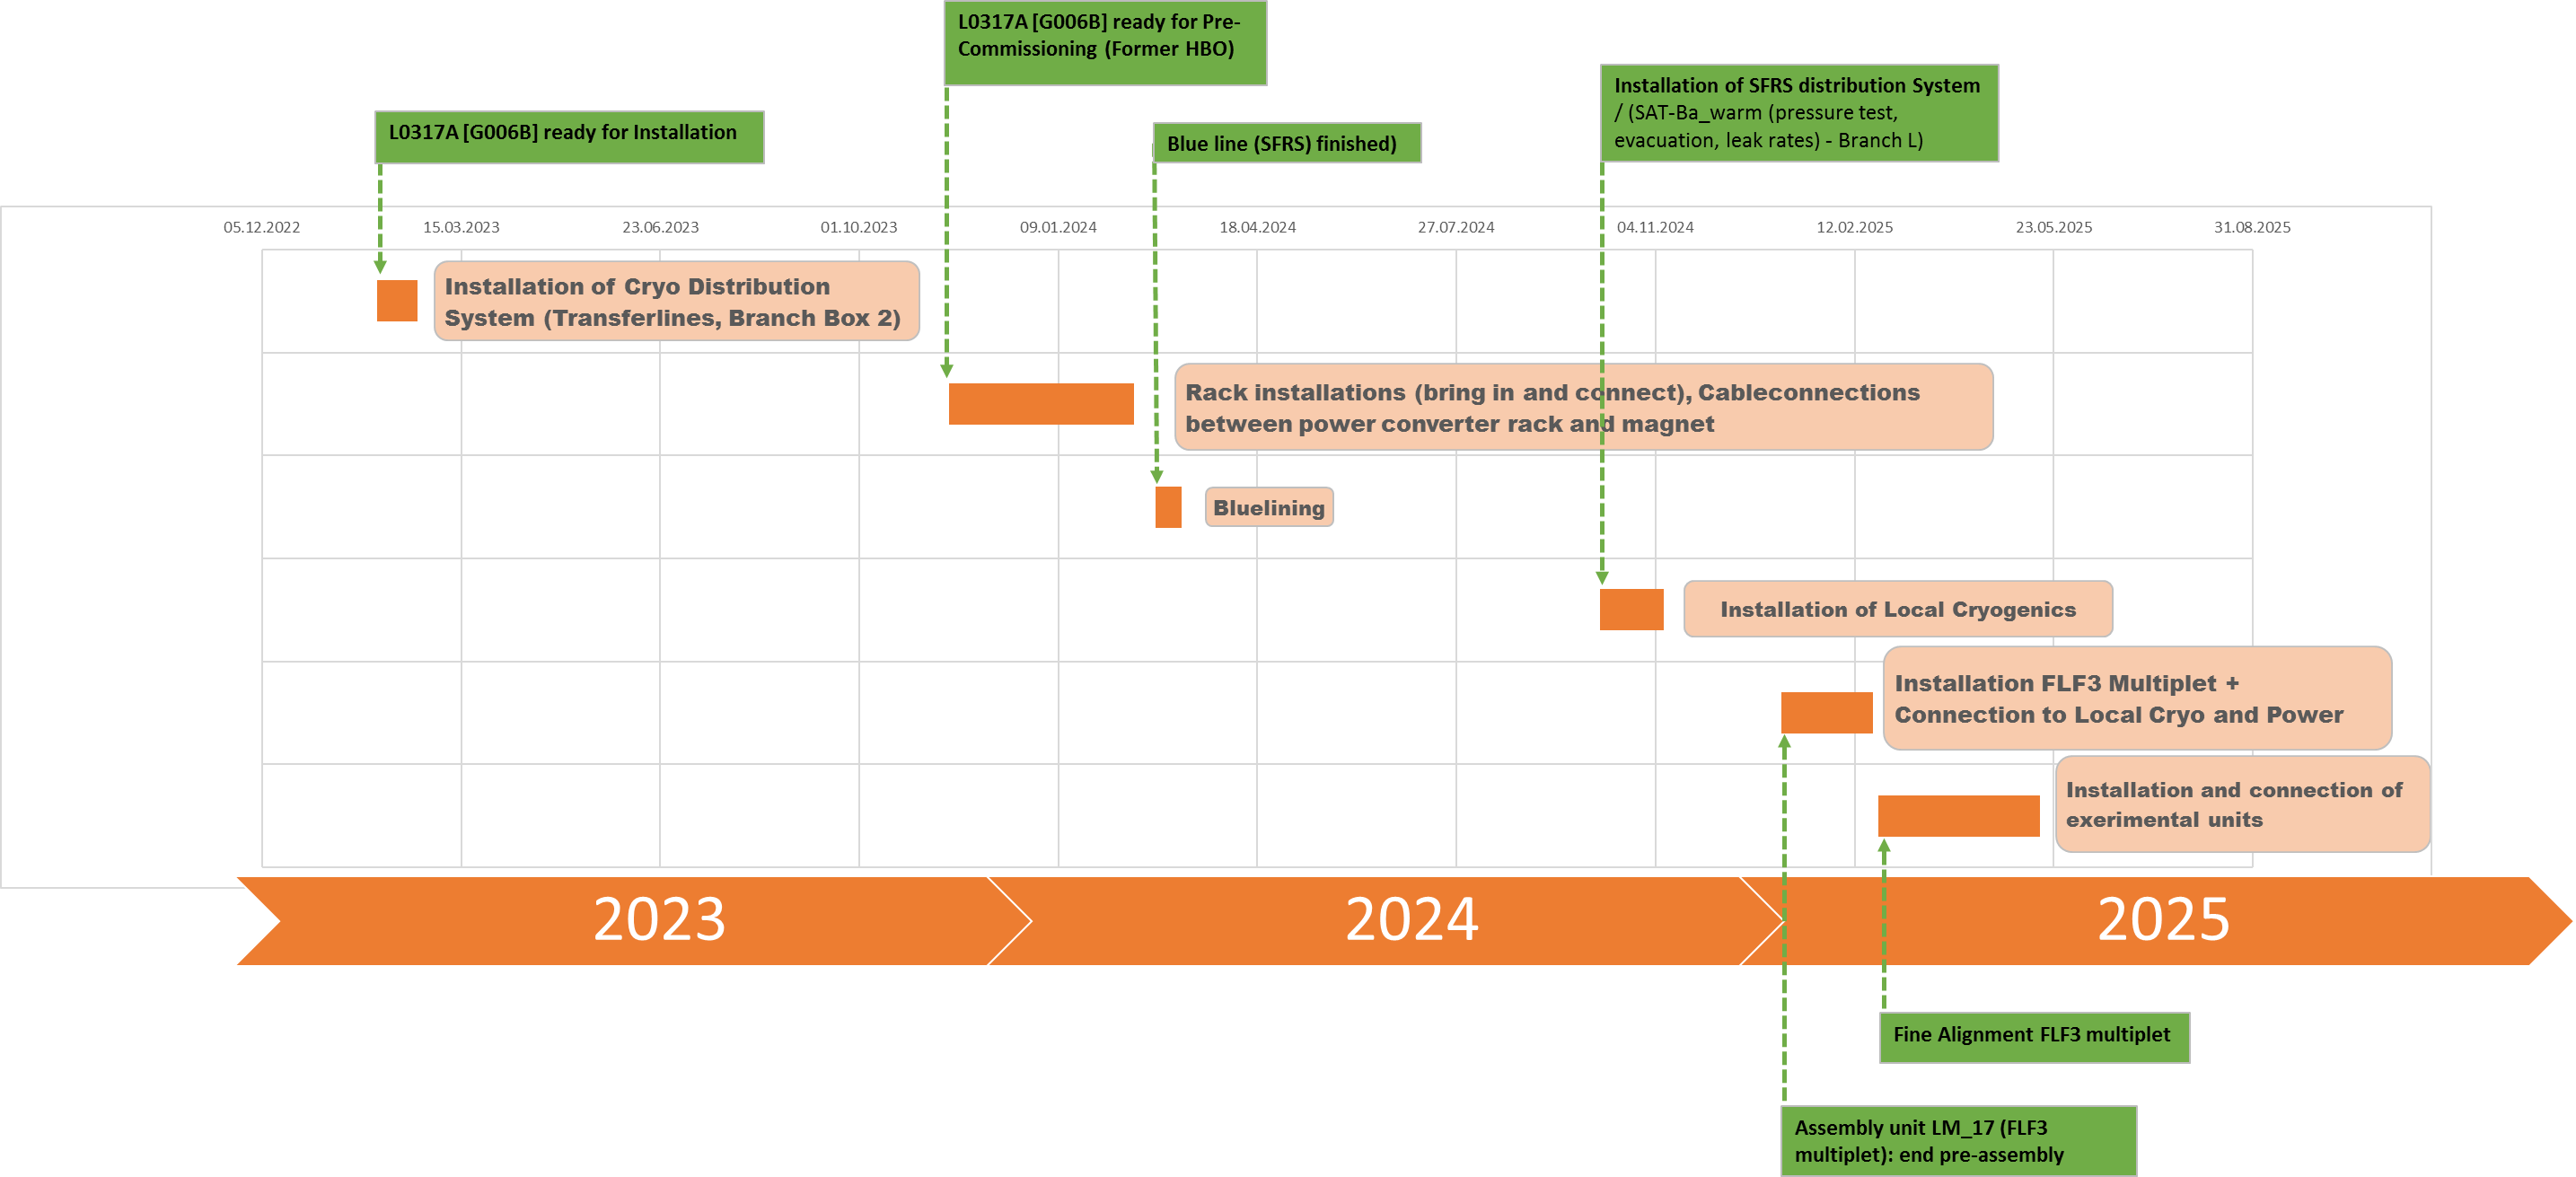 L0317A [G006B] ready for Pre-
Commissioning (Former HBO)
Installation of SFRS distribution System
/ (SAT-Ba_warm (pressure test,
evacuation, leak rates) - Branch L)
L0317A [G006B] ready for Installation
Blue line (SFRS) finished)
05.12.2022
15.03.2023
23.06.2023
01.10.2023
09.01.2024
18.04.2024
27.07.2024
04.11.2024
12.02.2025
23.05.2025
31.08.2025
Installation of Cryo Distribution
System (Transferlines, Branch Box 2)
Rack installations (bring in and connect), Cableconnections
between power converter rack and magnet
Bluelining
Installation of Local Cryogenics
Installation FLF3 Multiplet +
Connection to Local Cryo and Power
Installation and connection of
exerimental units
2023
2024
2025
Fine Alignment FLF3 multiplet
Assembly unit LM_17 (FLF3
multiplet): end pre-assembly